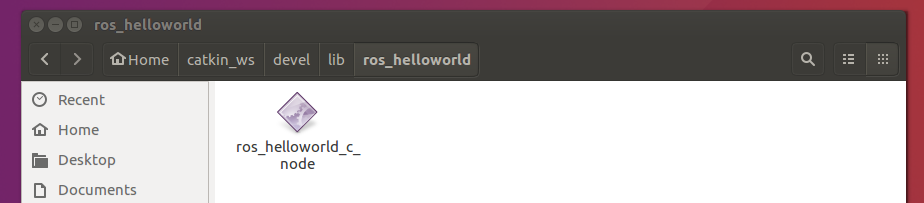 ros_helloworld
Home catkin_ws devel lib ros_helloworld
Recent
Home
Desktop
Documents
ros_helloworld_c_
node